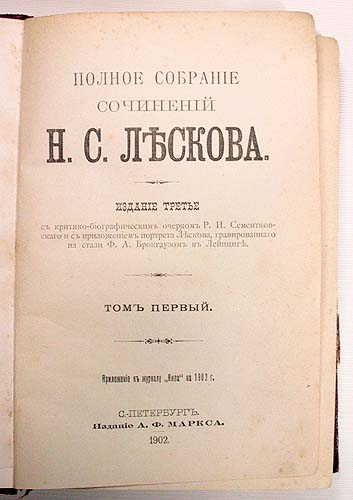 ПОЛНОЕ СОБРАНІЕ
СОЧИНЕНІЙ
Н. С. ЛѢСКОВА.
ИЗДАНІЕ ТРЕТЬЕ
съ критико-біографическимъ очеркомъ Р. И. Сементков-
скаго и съ приложеніемъ портрета Лѣскова, гравированнаго
на стали Ф. А. Брокгаузомъ въ Лейпцигѣ.
ТОМЪ ПЕРВЫЙ.
Приложеніе къ журналу „Нива“ на 1902 г.
С.-ПЕТЕРБУРГЪ.
Изданіе А. Ф. МАРКСА.
1902.